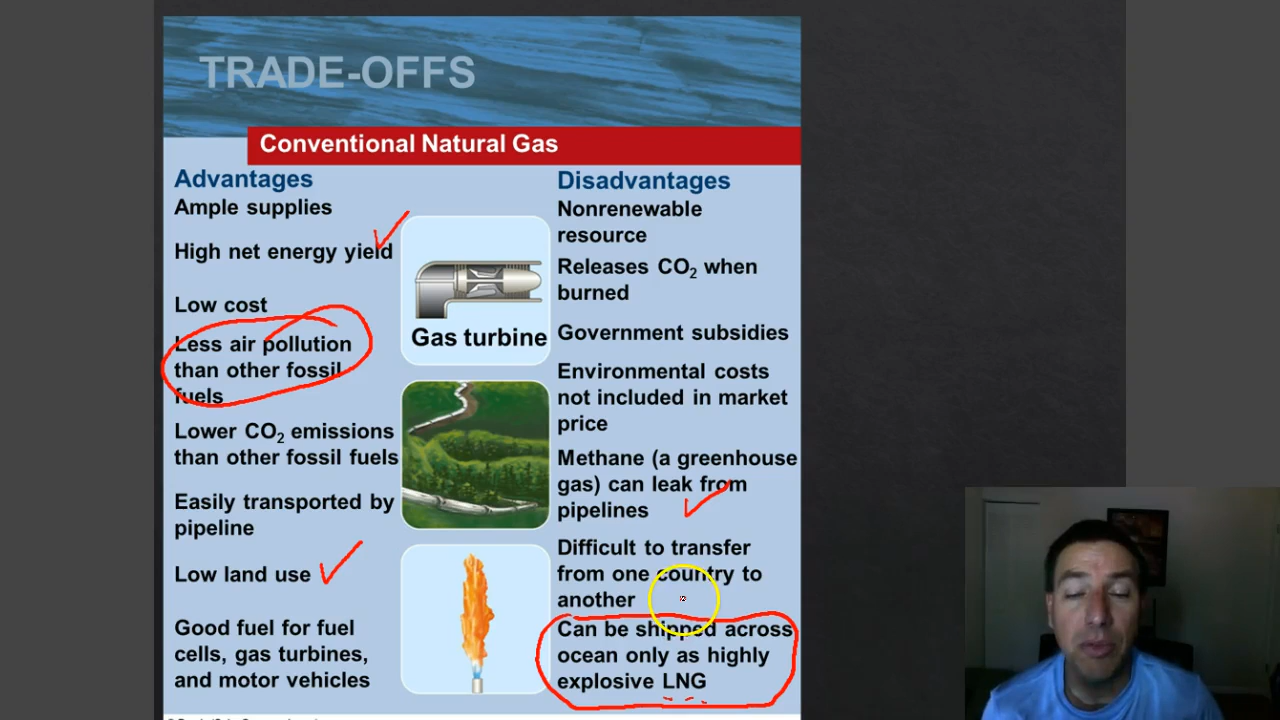 TRADE-OFFS
Conventional Natural Gas
Advantages
Ample supplies
High net energy yield
Low cost
Less air pollution
than other fossil
fuels
Lower CO₂ emissions
than other fossil fuels
Easily transported by
pipeline
Low land use
Good fuel for fuel
cells, gas turbines,
and motor vehicles
Gas turbine
Disadvantages
Nonrenewable
resource
Releases CO₂ when
burned
Government subsidies
Environmental costs
not included in market
price
Methane (a greenhouse
gas) can leak from
pipelines
Difficult to transfer
from one country to
another
Can be shipped across
ocean only as highly
explosive LNG